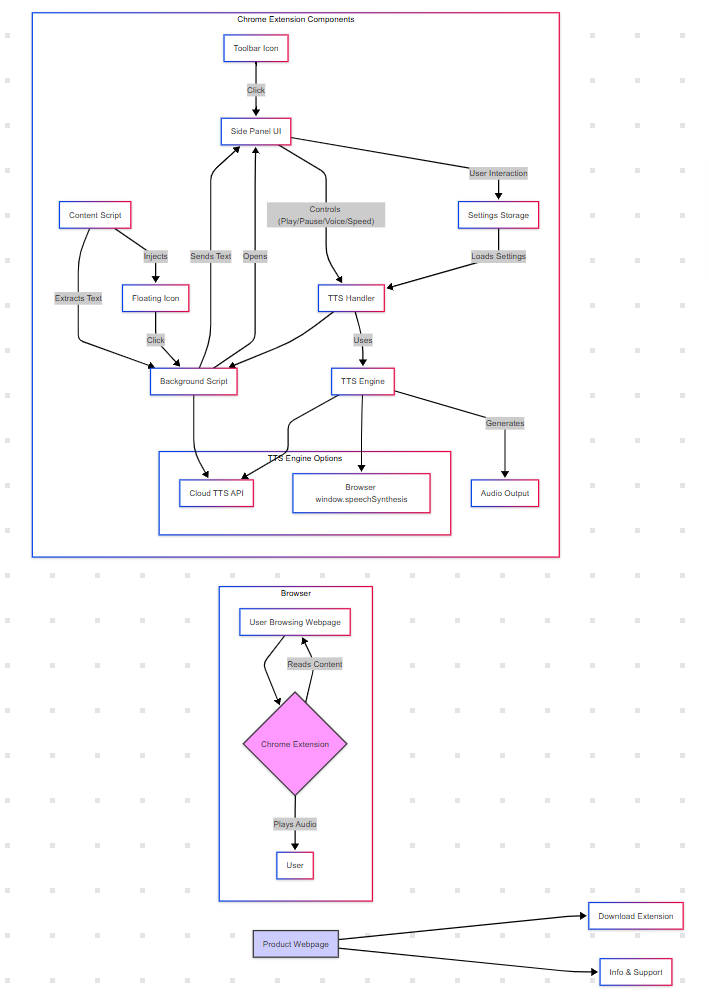 Chrome Extension Components
Toolbar Icon
Click
Side Panel UI
User Interaction
Content Script
Controls
(Play/Pause/Voice/Speed)
Settings Storage
Injects
Sends Text
Opens
Loads Settings
Extracts Text
Floating Icon
TTS Handler
Click
Uses
Background Script
TTS Engine
Generates
TTS Engine Options
Cloud TTS API
Browser
window.speechSynthesis
Audio Output
Browser
User Browsing Webpage
Reads Content
Chrome Extension
Plays Audio
User
Download Extension
Product Webpage
Info & Support